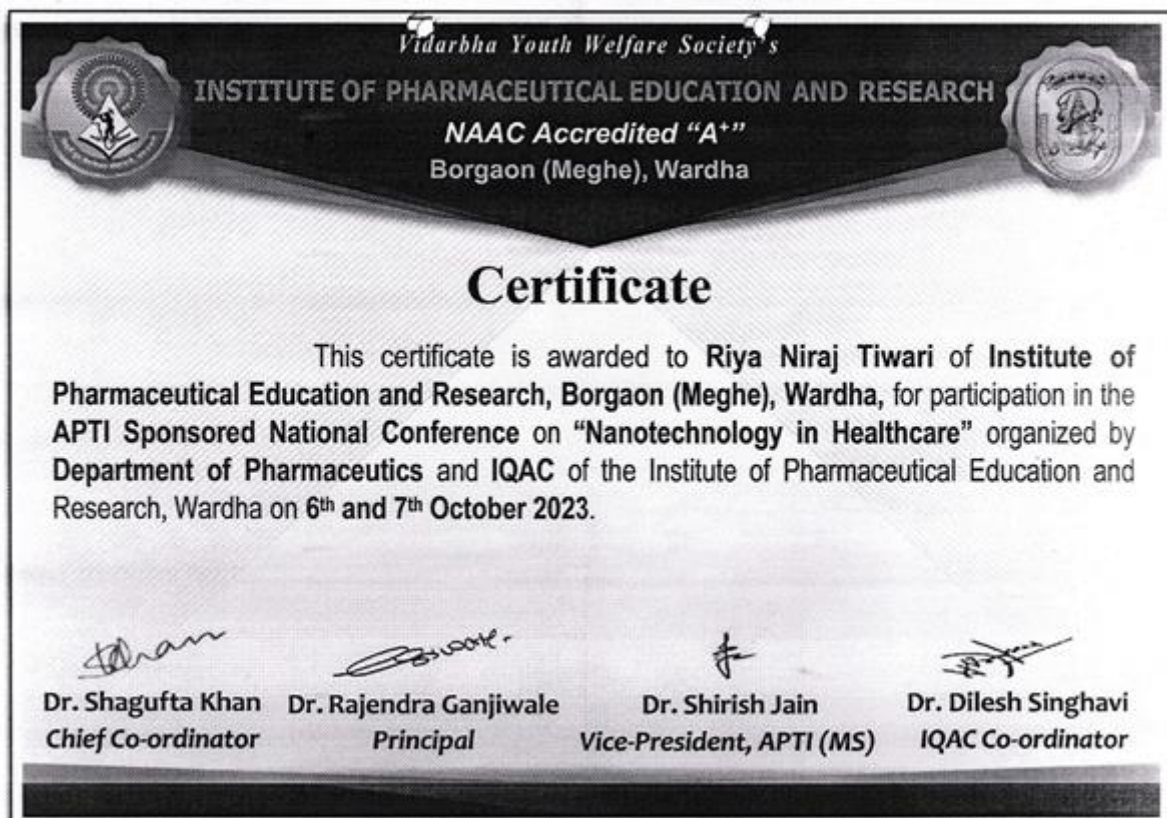 Vidarbha Youth Welfare Society's
INSTITUTE OF PHARMACEUTICAL EDUCATION AND RESEARCH
NAAC Accredited “A+”
Borgaon (Meghe), Wardha
Certificate
This certificate is awarded to Riya Niraj Tiwari of Institute of
Pharmaceutical Education and Research, Borgaon (Meghe), Wardha, for participation in the
APTI Sponsored National Conference on “Nanotechnology in Healthcare” organized by
Department of Pharmaceutics and IQAC of the Institute of Pharmaceutical Education and
Research, Wardha on 6th and 7th October 2023.
Dr. Shagufta Khan Dr. Rajendra Ganjiwale Dr. Shirish Jain Dr. Dilesh Singhavi
Chief Co-ordinator Principal Vice-President, APTI (MS) IQAC Co-ordinator